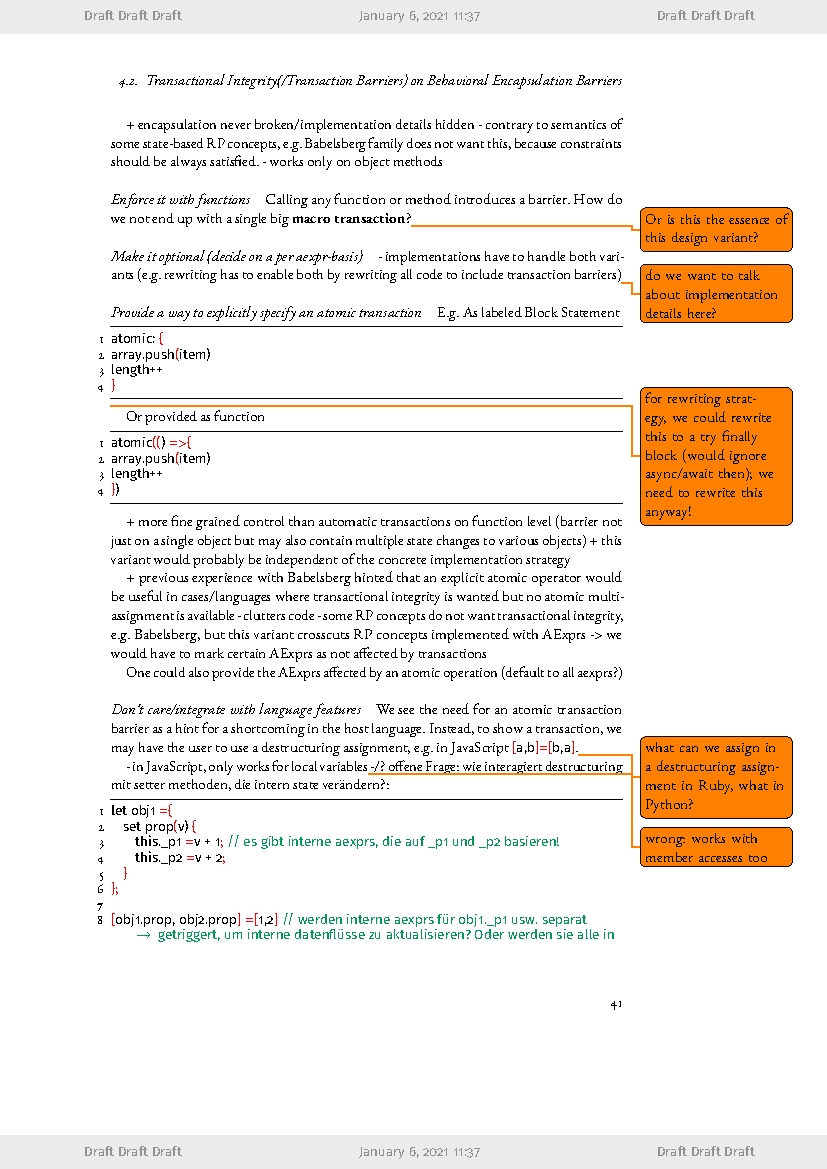 Draft Draft Draft January 6, 2021 11:37 Draft Draft Draft
4.2. Transactional Integrity(/Transaction Barriers) on Behavioral Encapsulation Barriers
+ encapsulation never broken/implementation details hidden - contrary to semantics of
some state-based RP concepts, e.g. Babelsberg family does not want this, because constraints
should be always satisfied. - works only on object methods
Enforce it with functions Calling any function or method introduces a barrier. How do
we not end up with a single big macro transaction?
Or is this the essence of
this design variant?
Make it optional (decide on a per aexpr-basis) - implementations have to handle both vari-
ants (e.g. rewriting has to enable both by rewriting all code to include transaction barriers)
do we want to talk
about implementation
details here?
Provide a way to explicitly specify an atomic transaction E.g. As labeled Block Statement
1 atomic: {
2 array.push(item)
3 length++
4 }
for rewriting strat-
egy, we could rewrite
this to a try finally
block (would ignore
async/await then); we
need to rewrite this
anyway!
Or provided as function
1 atomic(() =>{
2 array.push(item)
3 length++
4 })
+ more fine grained control than automatic transactions on function level (barrier not
just on a single object but may also contain multiple state changes to various objects) + this
variant would probably be independent of the concrete implementation strategy
+ previous experience with Babelsberg hinted that an explicit atomic operator would
be useful in cases/languages where transactional integrity is wanted but no atomic multi-
assignment is available - clutters code - some RP concepts do not want transactional integrity,
e.g. Babelsberg, but this variant crosscuts RP concepts implemented with AExprs -> we
would have to mark certain AExprs as not affected by transactions
One could also provide the AExprs affected by an atomic operation (default to all aexprs?)
Don't care/integrate with language features We see the need for an atomic transaction
barrier as a hint for a shortcoming in the host language. Instead, to show a transaction, we
may have the user to use a destructuring assignment, e.g. in JavaScript [a,b]=[b,a].
what can we assign in
a destructuring assign-
ment in Ruby, what in
Python?
- in JavaScript, only works for local variables -/? offene Frage: wie interagiert destructuring
mit setter methoden, die intern state verändern?:
wrong: works with
member accesses too
1 let obj1 ={
2 set prop(v) {
3 this._p1 =v + 1; // es gibt interne aexprs, die auf _p1 und _p2 basieren!
4 this._p2 =v + 2;
5 }
6 };
7
8 [obj1.prop, obj2.prop] =[1,2] // werden interne aexprs für obj1._p1 usw. separat
→ getriggert, um interne datenflüsse zu aktualisieren? Oder werden sie alle in
41
Draft Draft Draft January 6, 2021 11:37 Draft Draft Draft